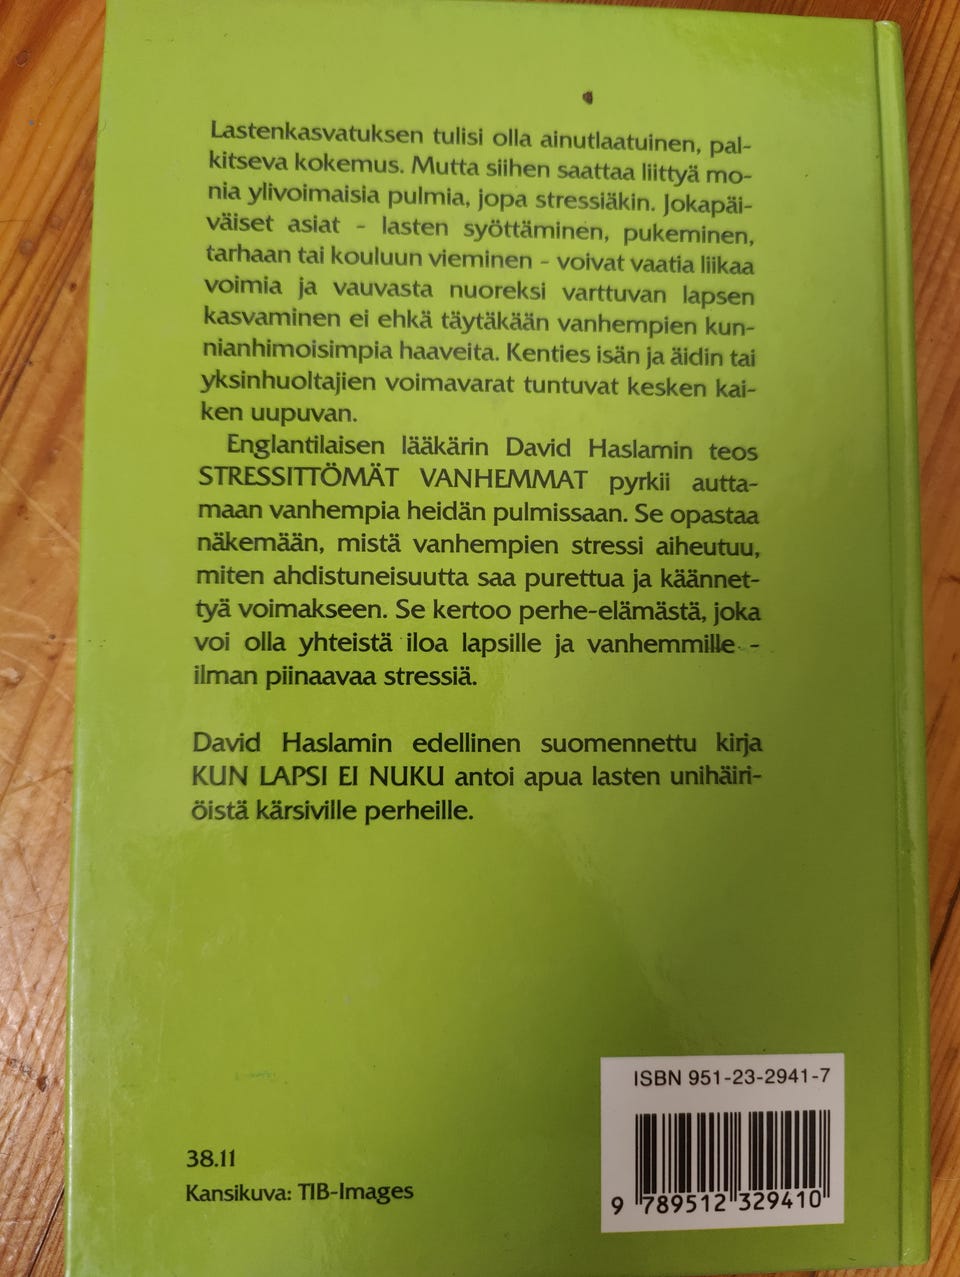 Lastenkasvatuksen tulisi olla ainutlaatuinen, pal-
kitseva kokemus. Mutta siihen saattaa liittyä mo-
nia ylivoimaisia pulmia, jopa stressiäkin. Jokapäi-
väiset asiat - lasten syöttäminen, pukeminen,
tarhaan tai kouluun vieminen - voivat vaatia liikaa
voimia ja vauvasta nuoreksi varttuvan lapsen
kasvaminen ei ehkä täytäkään vanhempien kun-
nianhimoisimpia haaveita. Kenties isän ja äidin tai
yksinhuoltajien voimavarat tuntuvat kesken kai-
ken uupuvan.
Englantilaisen lääkärin David Haslamin teos
STRESSITTÖMÄT VANHEMMAT pyrkii autta-
maan vanhempia heidän pulmissaan. Se opastaa
näkemään, mistä vanhempien stressi aiheutuu,
miten ahdistuneisuutta saa purettua ja käännet-
tyä voimakseen. Se kertoo perhe-elämästä, joka
voi olla yhteistä iloa lapsille ja vanhemmille -
ilman piinaavaa stressiä.
David Haslamin edellinen suomennettu kirja
KUN LAPSI EI NUKU antoi apua lasten unihäiri-
öistä kärsiville perheille.
ISBN 951-23-2941-7
9 789512 329410
38.11
Kansikuva: TIB-Images